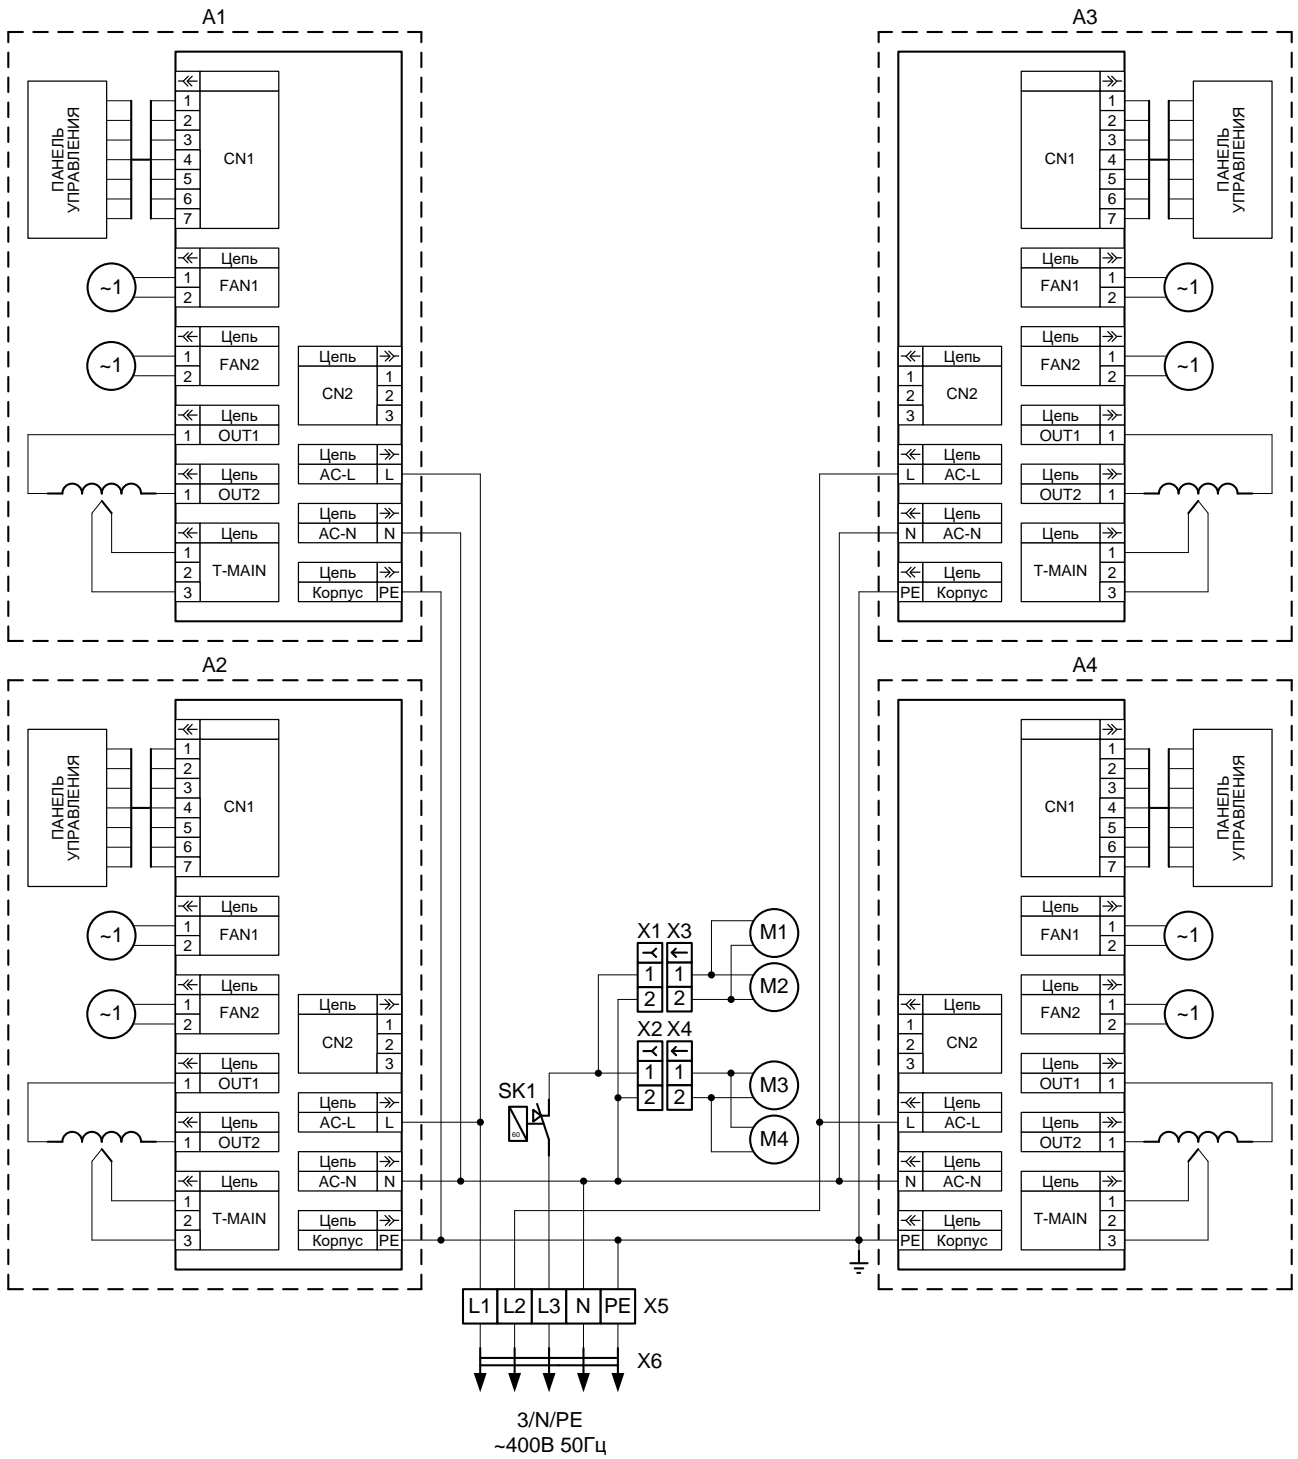 A1
ПАНЕЛЬ
УПРАВЛЕНИЯ
1
2
3
4
5
6
7
CN1
Цепь
1
2
FAN1
~1
Цепь
1
2
FAN2
~1
Цепь
1
OUT1
Цепь
1
OUT2
Цепь
1
2
3
T-MAIN
Цепь
CN2
1
2
3
Цепь
AC-L
L
Цепь
AC-N
N
Цепь
Корпус
PE
A3
CN1
1
2
3
4
5
6
7
ПАНЕЛЬ
УПРАВЛЕНИЯ
Цепь
FAN1
1
2
~1
Цепь
FAN2
1
2
~1
Цепь
OUT1
1
Цепь
OUT2
1
Цепь
T-MAIN
1
2
3
Цепь
1
2
3
CN2
Цепь
L
AC-L
Цепь
N
AC-N
Цепь
PE
Корпус
A2
ПАНЕЛЬ
УПРАВЛЕНИЯ
1
2
3
4
5
6
7
CN1
Цепь
1
2
FAN1
~1
Цепь
1
2
FAN2
~1
Цепь
1
OUT1
Цепь
1
OUT2
Цепь
1
2
3
T-MAIN
Цепь
CN2
1
2
3
Цепь
AC-L
L
Цепь
AC-N
N
Цепь
Корпус
PE
A4
CN1
1
2
3
4
5
6
7
ПАНЕЛЬ
УПРАВЛЕНИЯ
Цепь
FAN1
1
2
~1
Цепь
FAN2
1
2
~1
Цепь
OUT1
1
Цепь
OUT2
1
Цепь
T-MAIN
1
2
3
Цепь
1
2
3
CN2
Цепь
L
AC-L
Цепь
N
AC-N
Цепь
PE
Корпус
X1 X3
1 1
2 2
M1
M2
X2 X4
1 1
2 2
M3
M4
SK1
60
L1 L2 L3 N PE X5
X6
3/N/PE
~400В 50Гц